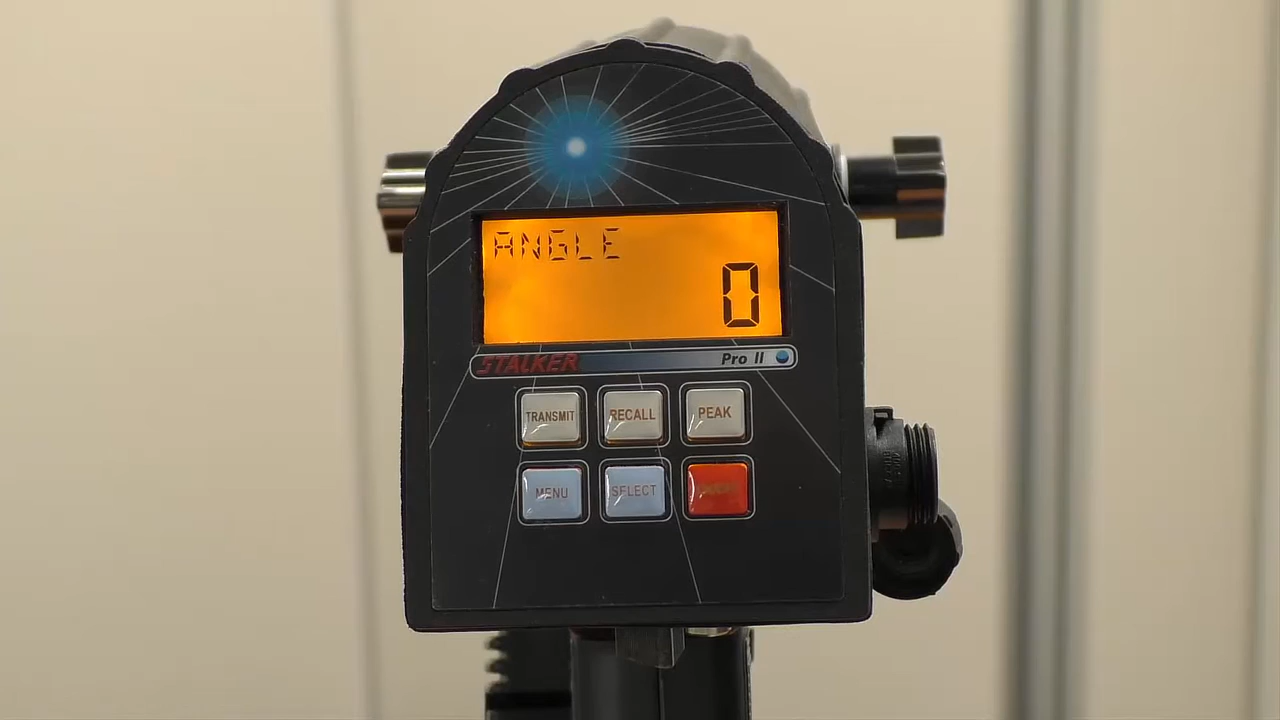 ANGLE
0
STALKER Pro II
TRANSMIT RECALL PEAK
MENU SELECT